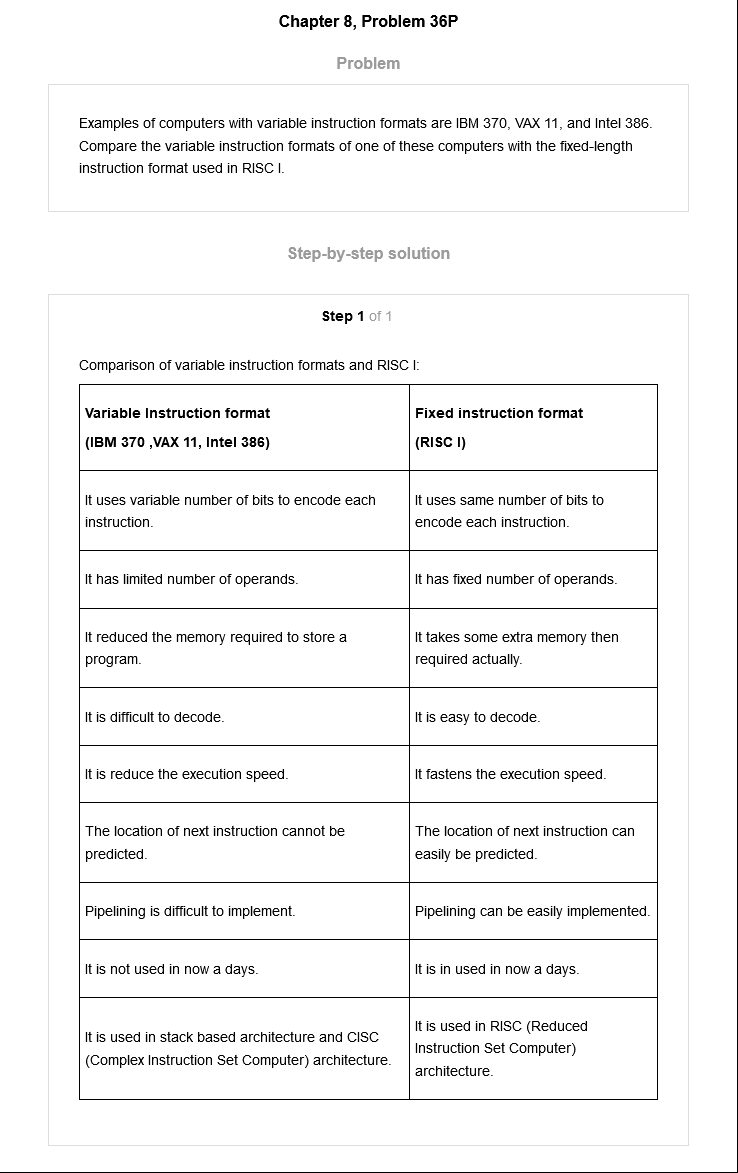 Chapter 8, Problem 36P
Problem
Examples of computers with variable instruction formats are IBM 370, VAX 11, and Intel 386.
Compare the variable instruction formats of one of these computers with the fixed-length
instruction format used in RISC I.
Step-by-step solution
Step 1 of 1
Comparison of variable instruction formats and RISC I:
Variable Instruction format
(IBM 370 ,VAX 11, Intel 386)
Fixed instruction format
(RISC I)
It uses variable number of bits to encode each
instruction.
It uses same number of bits to
encode each instruction.
It has limited number of operands.
It has fixed number of operands.
It reduced the memory required to store a
program.
It takes some extra memory then
required actually.
It is difficult to decode.
It is easy to decode.
It is reduce the execution speed.
It fastens the execution speed.
The location of next instruction cannot be
predicted.
The location of next instruction can
easily be predicted.
Pipelining is difficult to implement.
Pipelining can be easily implemented.
It is not used in now a days.
It is in used in now a days.
It is used in stack based architecture and CISC
(Complex Instruction Set Computer) architecture.
It is used in RISC (Reduced
Instruction Set Computer)
architecture.